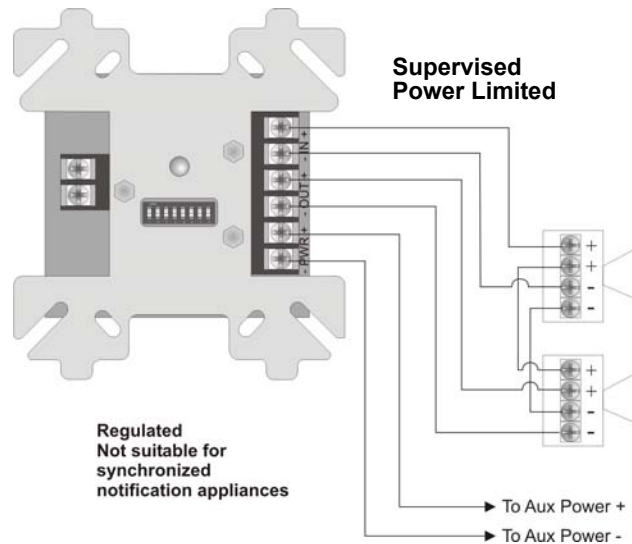 Supervised
Power Limited
- IN +
- OUT +
- PWR +
+
+
-
-
+
+
-
-
Regulated
Not suitable for
synchronized
notification appliances
To Aux Power +
To Aux Power -